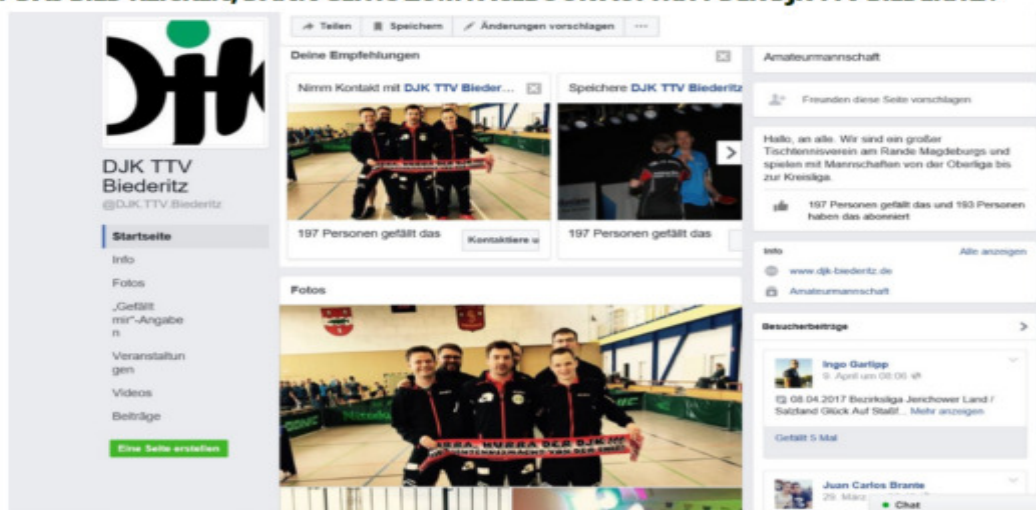 Djk
DJK TTV
Biederitz
@DJK.TTV.Biederitz
Startseite
Info
Fotos
„Gefällt
mir"-Angabe
n
Veranstaltun
gen
Videos
Beiträge
Eine Seite erstellen
Teilen
Speichern
Änderungen vorschlagen
...
Deine Empfehlungen
Nimm Kontakt mit DJK TTV Bieder...
197 Personen gefällt das
Kontaktiere u
Speichere DJK TTV Biederitz
197 Personen gefällt das
Fotos
HURRA DER DJK!!!
Amateurmannschaft
Freunden diese Seite vorschlagen
Hallo, an alle. Wir sind ein großer
Tischtennisverein am Rande Magdeburgs und
spielen mit Mannschaften von der Oberliga bis
zur Kreisliga.
197 Personen gefällt das und 193 Personen
haben das abonniert
Info
Alle anzeigen
www.djk-biederitz.de
Amateurmannschaft
Besucherbeiträge
Ingo Gartipp
9. April um 08:06
08.04.2017 Bezirksliga Jerichower Land /
Salzland Glück Auf Staßf... Mehr anzeigen
Gefällt 5 Mal
Juan Carlos Brante
29. März
Chat